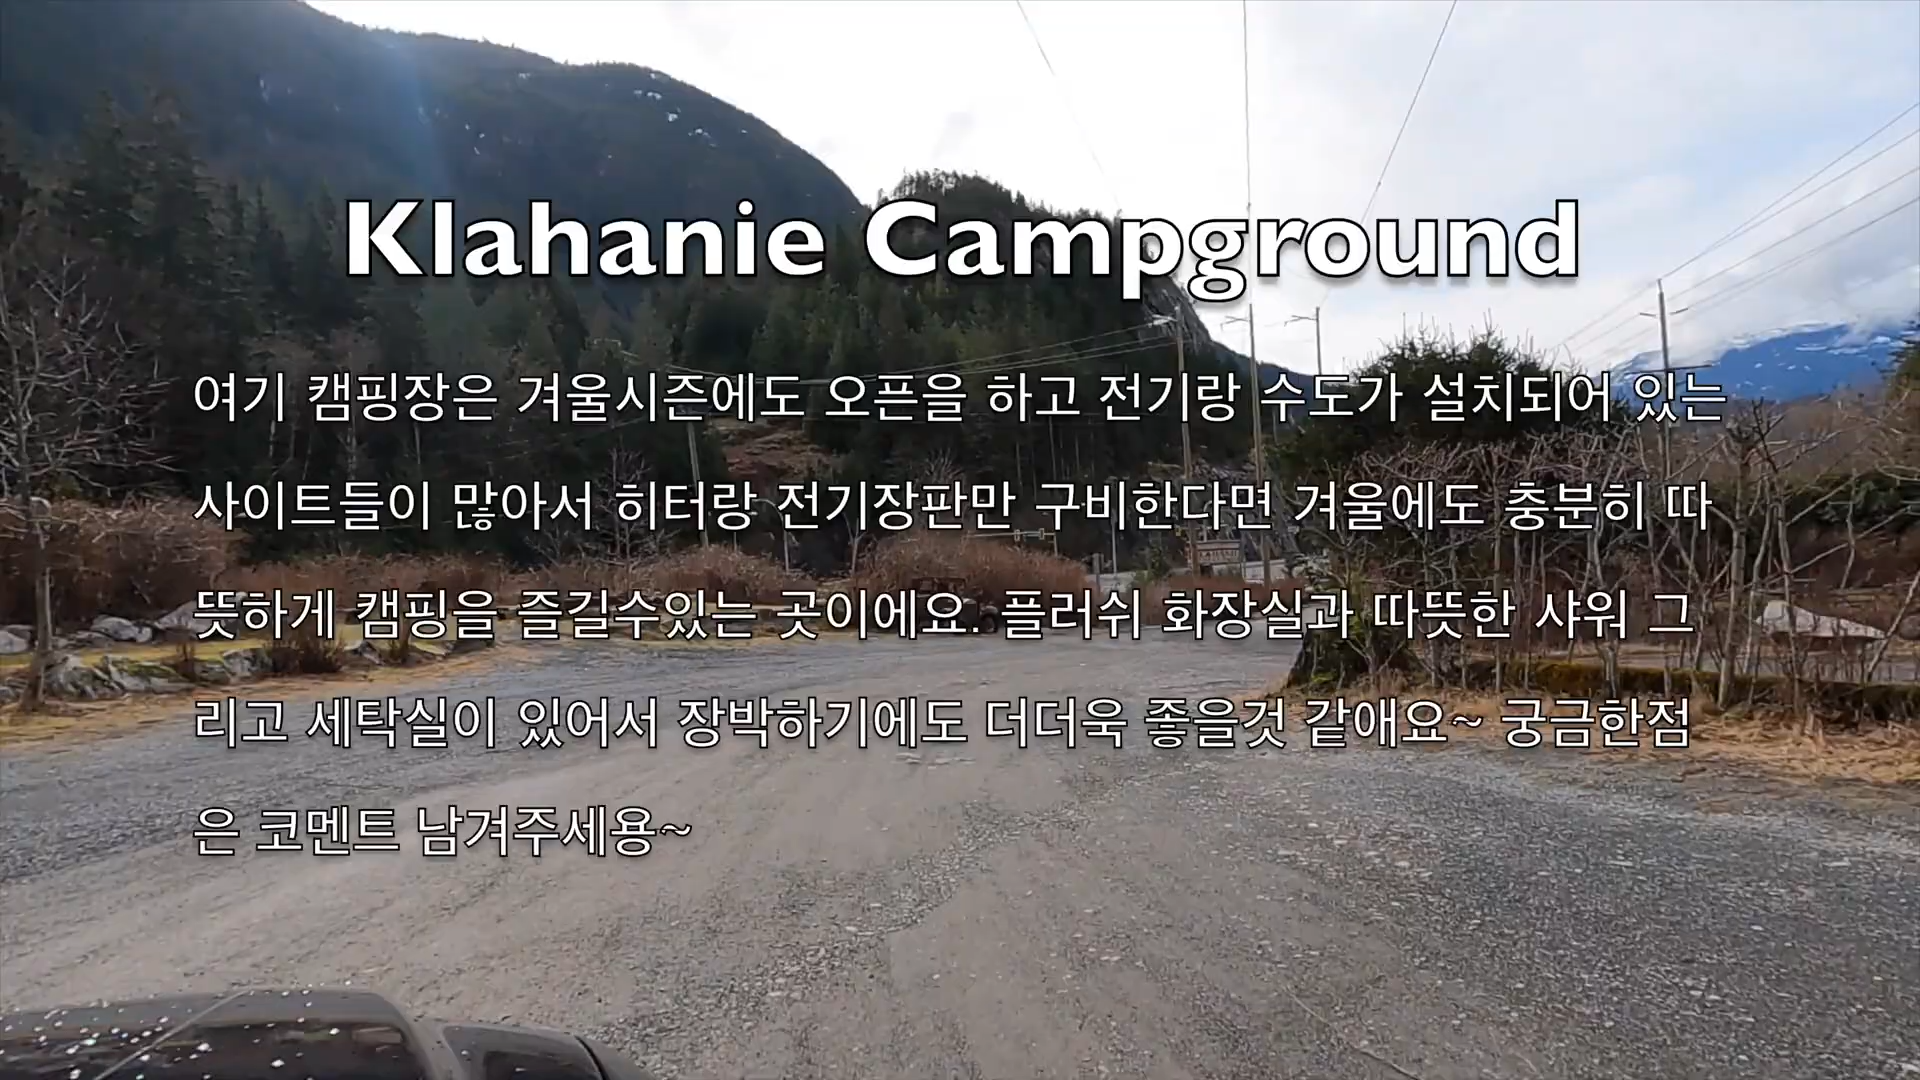 Klahanie Campground
여기 캠핑장은 겨울시즌에도 오픈을 하고 전기랑 수도가 설치되어 있는
사이트들이 많아서 히터랑 전기장판만 구비한다면 겨울에도 충분히 따
뜻하게 캠핑을 즐길수있는 곳이에요. 플러쉬 화장실과 따뜻한 샤워 그
리고 세탁실이 있어서 장박하기에도 더더욱 좋을것 같애요~ 궁금한점
은 코멘트 남겨주세용~